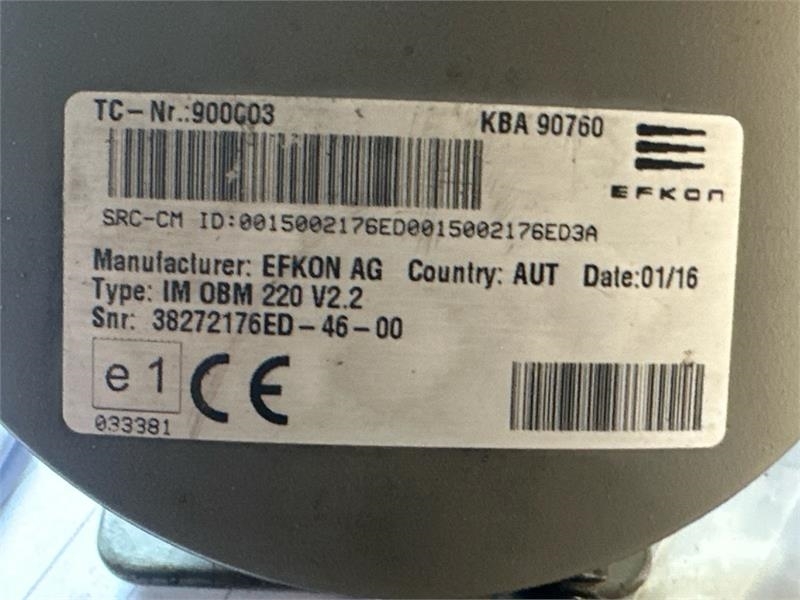 TC-Nr.:900003 KBA 90760
EFKON
SRC-CM ID:0015002176ED0015002176ED3A
Manufacturer: EFKON AG Country: AUT Date:01/16
Type: IM OBM 220 V2.2
Snr: 38272176ED-46-00
e 1 CE
033381